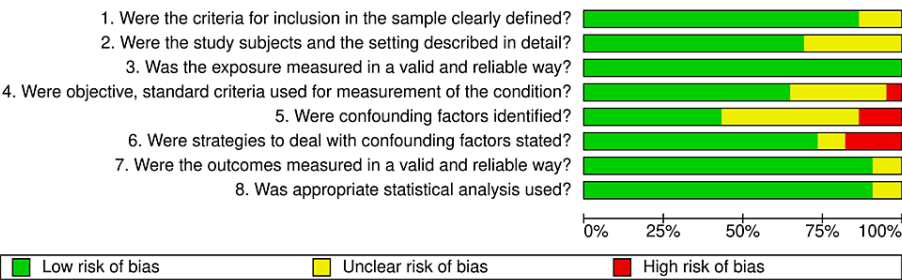 1. Were the criteria for inclusion in the sample clearly defined?
2. Were the study subjects and the setting described in detail?
3. Was the exposure measured in a valid and reliable way?
4. Were objective, standard criteria used for measurement of the condition?
5. Were confounding factors identified?
6. Were strategies to deal with confounding factors stated?
7. Were the outcomes measured in a valid and reliable way?
8. Was appropriate statistical analysis used?
0% 25% 50% 75% 100%
Low risk of bias Unclear risk of bias High risk of bias